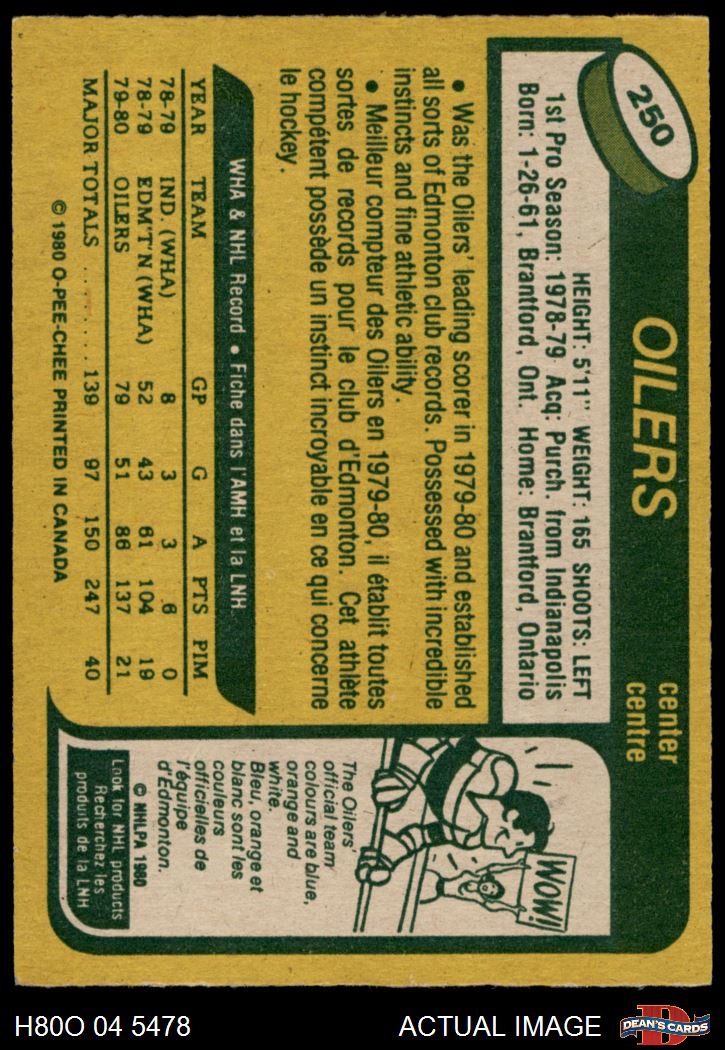 250
OILERS
center
centre
HEIGHT: 5'11" WEIGHT: 165 SHOOTS: LEFT
1st Pro Season: 1978-79 Acq: Purch. from Indianapolis
Born: 1-26-61, Brantford, Ont. Home: Brantford, Ontario
• Was the Oilers' leading scorer in 1979-80 and established
all sorts of Edmonton club records. Possessed with incredible
instincts and fine athletic ability.
• Meilleur compteur des Oilers en 1979-80, il établit toutes
sortes de records pour le club d'Edmonton. Cet athlète
compétent possède un instinct incroyable en ce qui concerne
le hockey.
WHA & NHL Record • Fiche dans l'AMH et la LNH
YEAR TEAM GP G A PTS PIM
78-79 IND. (WHA) 8 3 3 6 0
78-79 EDM'T'N (WHA) 52 43 61 104 19
79-80 OILERS 79 51 86 137 21
MAJOR TOTALS .......... 139 97 150 247 40
© 1980 O-PEE-CHEE PRINTED IN CANADA
WOW!
The Oilers'
official team
colours are blue,
orange and
white.
Bleu, orange et
blanc sont les
couleurs
officielles de
l'équipe
d'Edmonton.
© NHLPA 1980
Look for NHL products
Recherchez les
produits de la LNH
H80O 04 5478
ACTUAL IMAGE
D
DEAN'S CARDS